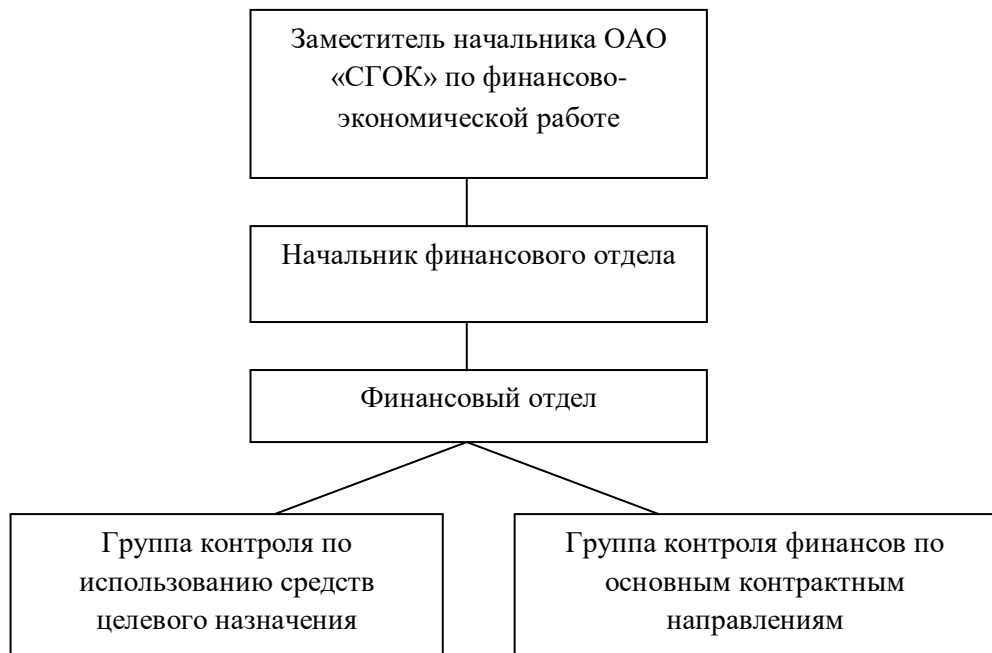 Заместитель начальника ОАО
«СГОК» по финансово-
экономической работе
Начальник финансового отдела
Финансовый отдел
Группа контроля по
использованию средств
целевого назначения
Группа контроля финансов по
основным контрактным
направлениям